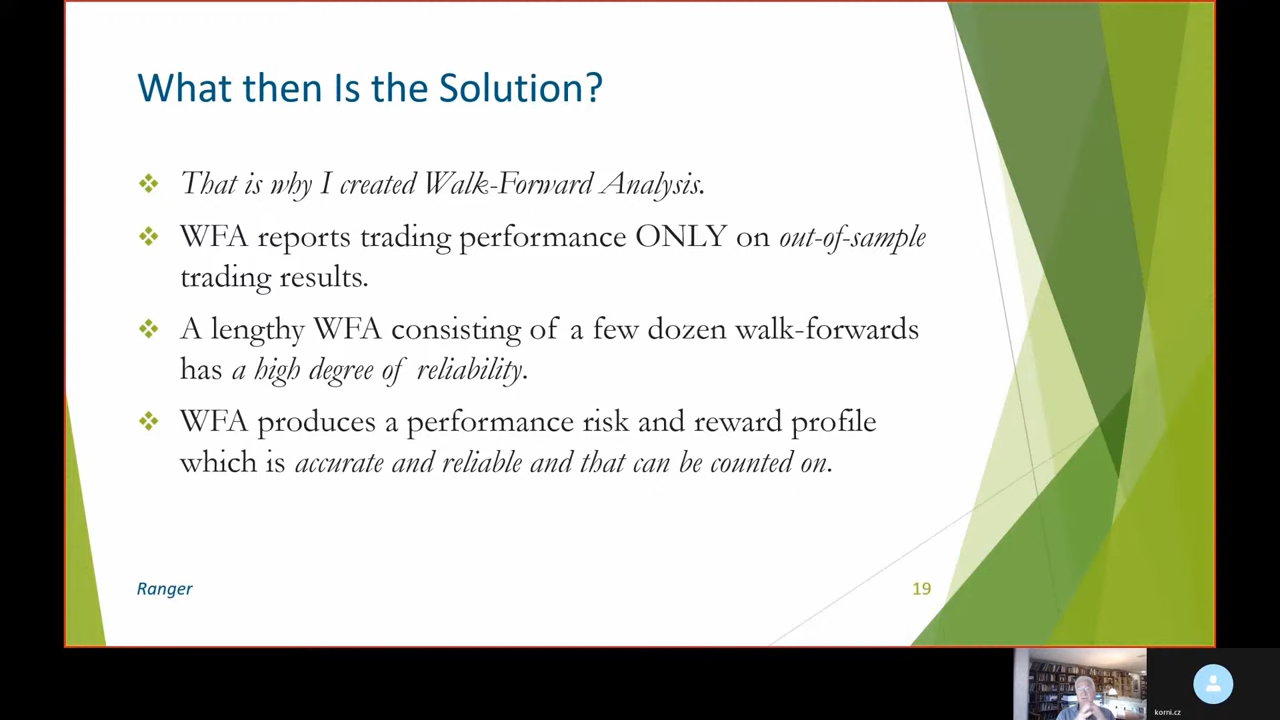 What then Is the Solution?
❖ That is why I created Walk-Forward Analysis.
❖ WFA reports trading performance ONLY on out-of-sample
trading results.
❖ A lengthy WFA consisting of a few dozen walk-forwards
has a high degree of reliability.
❖ WFA produces a performance risk and reward profile
which is accurate and reliable and that can be counted on.
Ranger
19
korni.cz